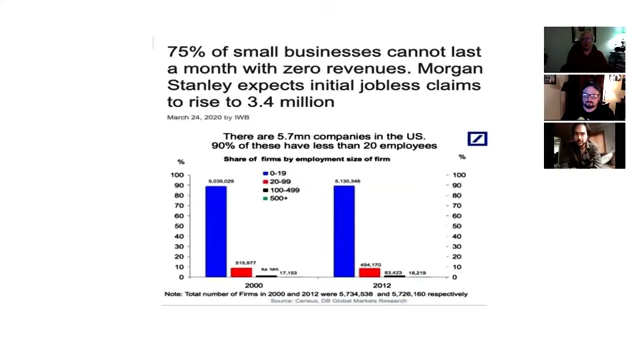 75% of small businesses cannot last
a month with zero revenues. Morgan
Stanley expects initial jobless claims
to rise to 3.4 million
March 24, 2020 by IWB
There are 5.7mn companies in the US.
90% of these have less than 20 employees
Share of firms by employment size of firm
% %
0-19
20-99
100-499
500+
100 100
90 90
80 80
70 70
60 60
50 50
40 40
30 30
20 20
10 10
0 0
5,035,029 515,977 17,153 5,130,348 494,170 83,423 18,219
2000 2012
Note: Total number of Firms in 2000 and 2012 were 5,734,538 and 5,726,160 respectively
Source: Census, DB Global Markets Research